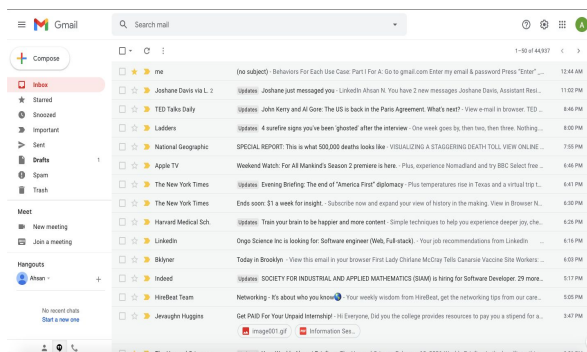 Gmail
Search mail
A
Compose
1–50 of 44,937
Inbox
Starred
Snoozed
Important
Sent
Drafts 1
Spam
Trash
Meet
New meeting
Join a meeting
Hangouts
Ahsan
No recent chats
Start a new one
me (no subject) - Behaviors For Each Use Case: Part I For A: Go to gmail.com Enter my email & password Press "Enter" ... 12:44 AM
Joshane Davis via L. 2 Updates Joshane just messaged you - LinkedIn Ahsan N. You have 2 new messages Joshane Davis, Assistant Resi... 11:02 PM
TED Talks Daily Updates John Kerry and Al Gore: The US is back in the Paris Agreement. What's next? - View e-mail in browser. TED ... 8:46 PM
Ladders Updates 4 surefire signs you've been 'ghosted' after the interview - One week goes by, then two, then three. Nothing... 8:00 PM
National Geographic SPECIAL REPORT: This is what 500,000 deaths looks like - VISUALIZING A STAGGERING DEATH TOLL VIEW ONLINE ... 7:55 PM
Apple TV Weekend Watch: For All Mankind's Season 2 premiere is here. - Plus, experience Nomadland and try BBC Select free ... 6:46 PM
The New York Times Updates Evening Briefing: The end of "America First" diplomacy - Plus temperatures rise in Texas and a virtual trip t... 6:41 PM
The New York Times Ends soon: $1 a week for insight. - Subscribe now and expand your view of history in the making. View in Browser N... 6:30 PM
Harvard Medical Sch. Updates Train your brain to be happier and more content - Simple techniques to help you experience deeper joy, che... 6:26 PM
LinkedIn Ongo Science Inc is looking for: Software engineer (Web, Full-stack). - Your job recommendations from LinkedIn ... 6:16 PM
Bklyner Today in Brooklyn - View this email in your browser First Lady Chirlane McCray Tells Canarsie Vaccine Site Workers: ... 6:03 PM
Indeed Updates SOCIETY FOR INDUSTRIAL AND APPLIED MATHEMATICS (SIAM) is hiring for Software Developer. 29 more... 5:17 PM
HireBeat Team Networking - It's about who you know - Your weekly wisdom from HireBeat, get the networking tips from our care... 5:05 PM
Jevaughn Huggins Get PAID For Your Unpaid Internship! - Hi Everyone, Did you the college provides resources to pay you a stipend for a... 3:47 PM
image001.gif Information Ses...